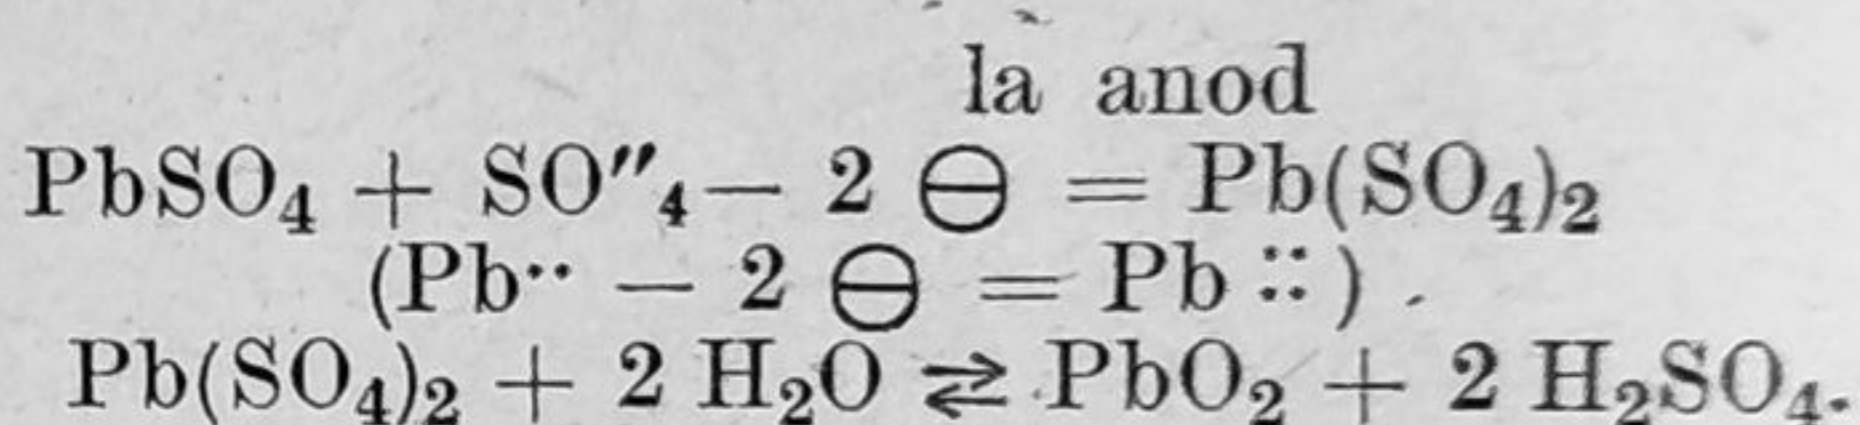 la anod
PbSO₄ + SO″₄ − 2 ⊖ = Pb(SO₄)₂
(Pb·· − 2 ⊖ = Pb ::) .
Pb(SO₄)₂ + 2 H₂O ⇄ PbO₂ + 2 H₂SO₄.